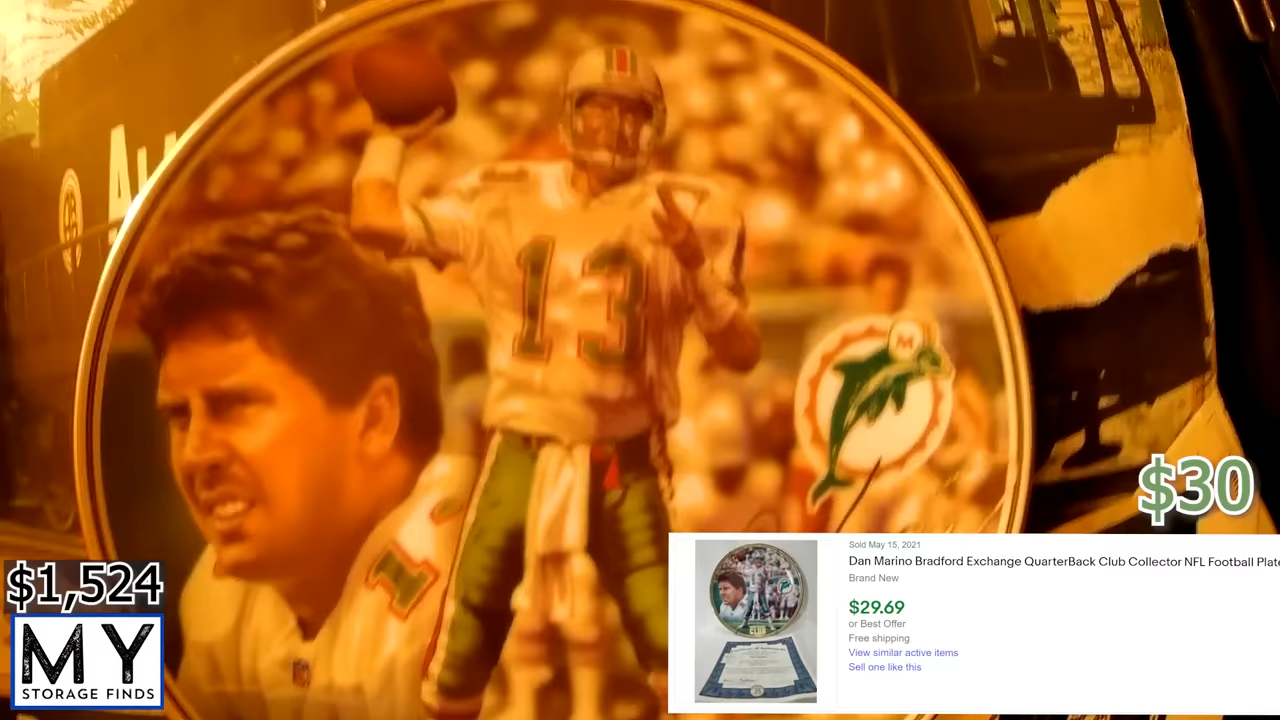 13
M
1
$30
Sold May 15, 2021
Dan Marino Bradford Exchange QuarterBack Club Collector NFL Football Plate
Brand New
$29.69
or Best Offer
Free shipping
View similar active items
Sell one like this
$1,524
MY
STORAGE FINDS